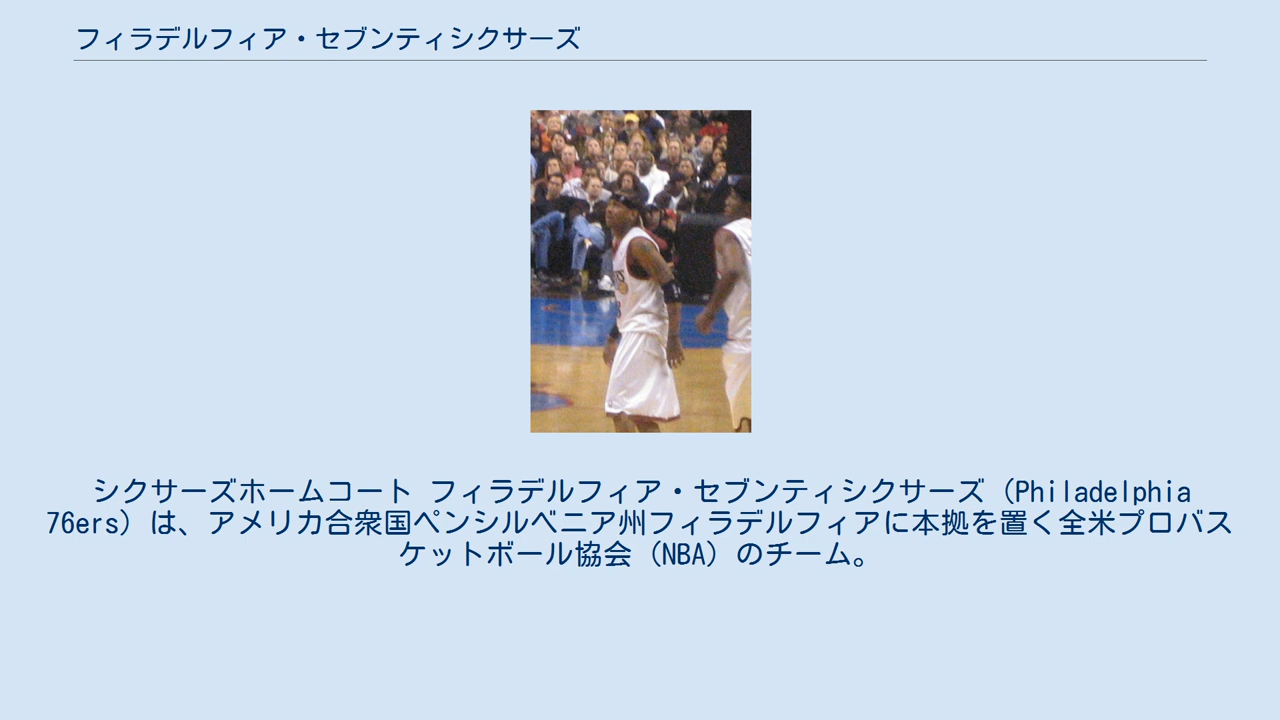 フィラデルフィア・セブンティシクサーズ
シクサーズホームコート フィラデルフィア・セブンティシクサーズ（Philadelphia
76ers）は、アメリカ合衆国ペンシルベニア州フィラデルフィアに本拠を置く全米プロバス
ケットボール協会（NBA）のチーム。